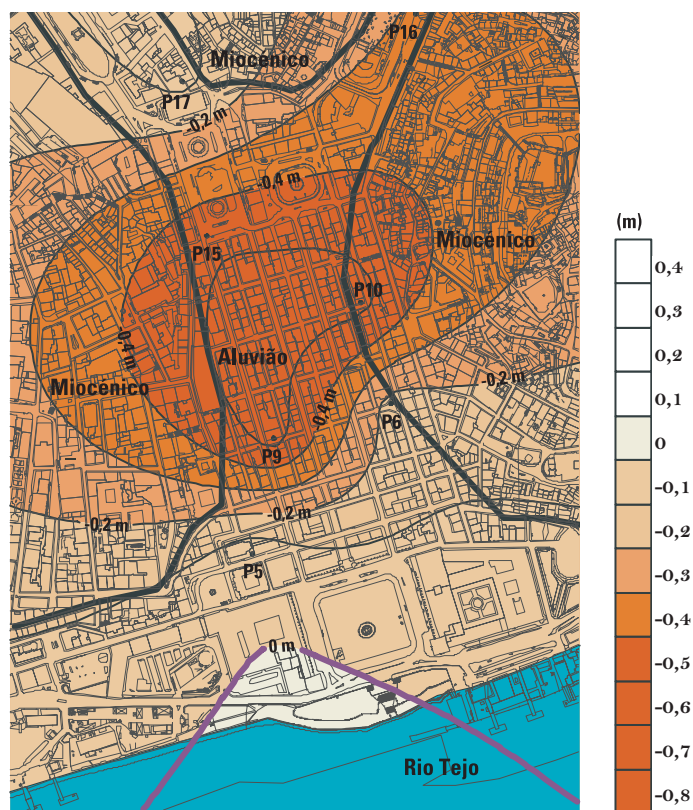 P16
Miocénico
P17
-0,2 m
-0,4 m
Miocénico
P15
P10
-0,4 m
Aluvião
Miocénico
-0,2 m
-0,4 m
P6
P9
-0,2 m
P5
0 m
Rio Tejo
(m)
0,4
0,3
0,2
0,1
0
-0,1
-0,2
-0,3
-0,4
-0,5
-0,6
-0,7
-0,8